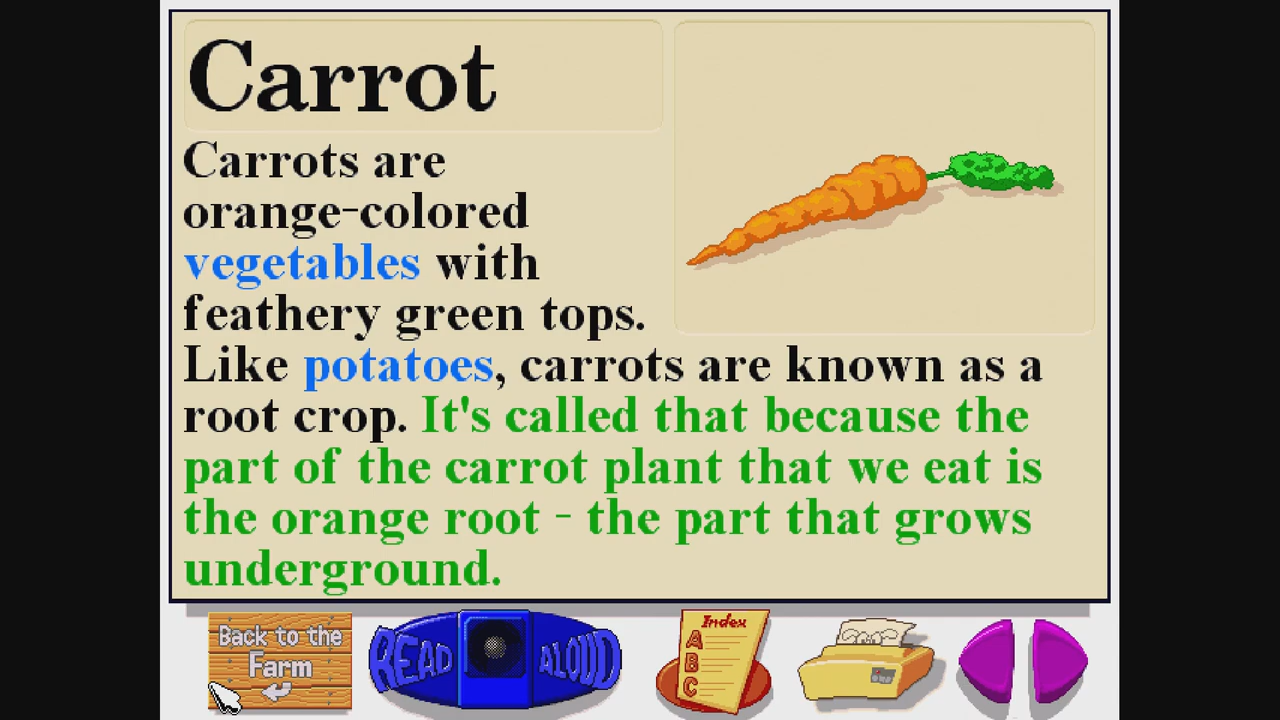 Carrot
Carrots are
orange-colored
vegetables with
feathery green tops.
Like potatoes, carrots are known as a
root crop. It's called that because the
part of the carrot plant that we eat is
the orange root - the part that grows
underground.
Back to the
Farm
READ ALOUD
Index
A
B
C